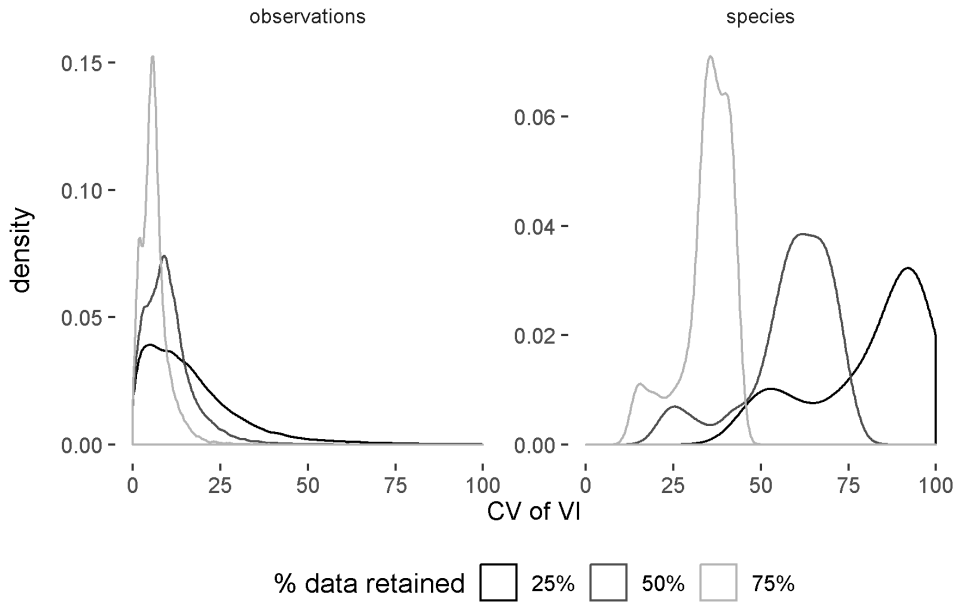 observations species
0.15
0.10
0.05
0.00
0.06
0.04
0.02
0.00
density
0 25 50 75 100 0 25 50 75 100
CV of VI
% data retained 25% 50% 75%